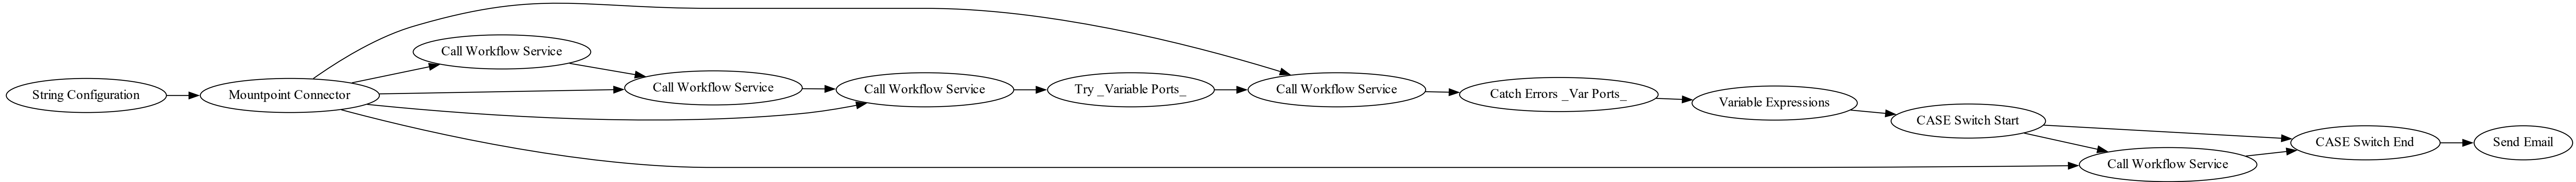 String Configuration
Mountpoint Connector
Call Workflow Service
Call Workflow Service
Call Workflow Service
Try _Variable Ports_
Call Workflow Service
Catch Errors _Var Ports_
Variable Expressions
CASE Switch Start
Call Workflow Service
CASE Switch End
Send Email